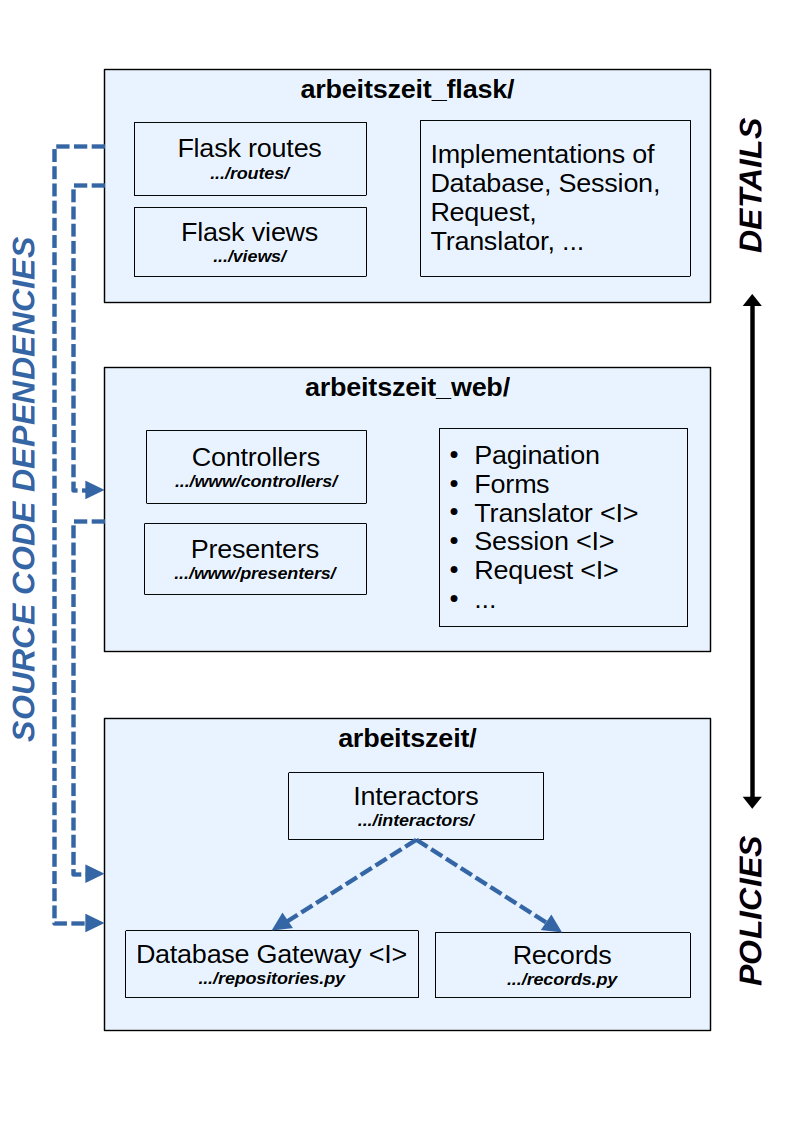 arbeitszeit_flask/
Flask routes
.../routes/
Flask views
.../views/
Implementations of
Database, Session,
Request,
Translator, ...
arbeitszeit_web/
Controllers
.../www/controllers/
Presenters
.../www/presenters/
• Pagination
• Forms
• Translator <I>
• Session <I>
• Request <I>
• ...
arbeitszeit/
Interactors
.../interactors/
Database Gateway <I>
.../repositories.py
Records
.../records.py
SOURCE CODE DEPENDENCIES
DETAILS
POLICIES